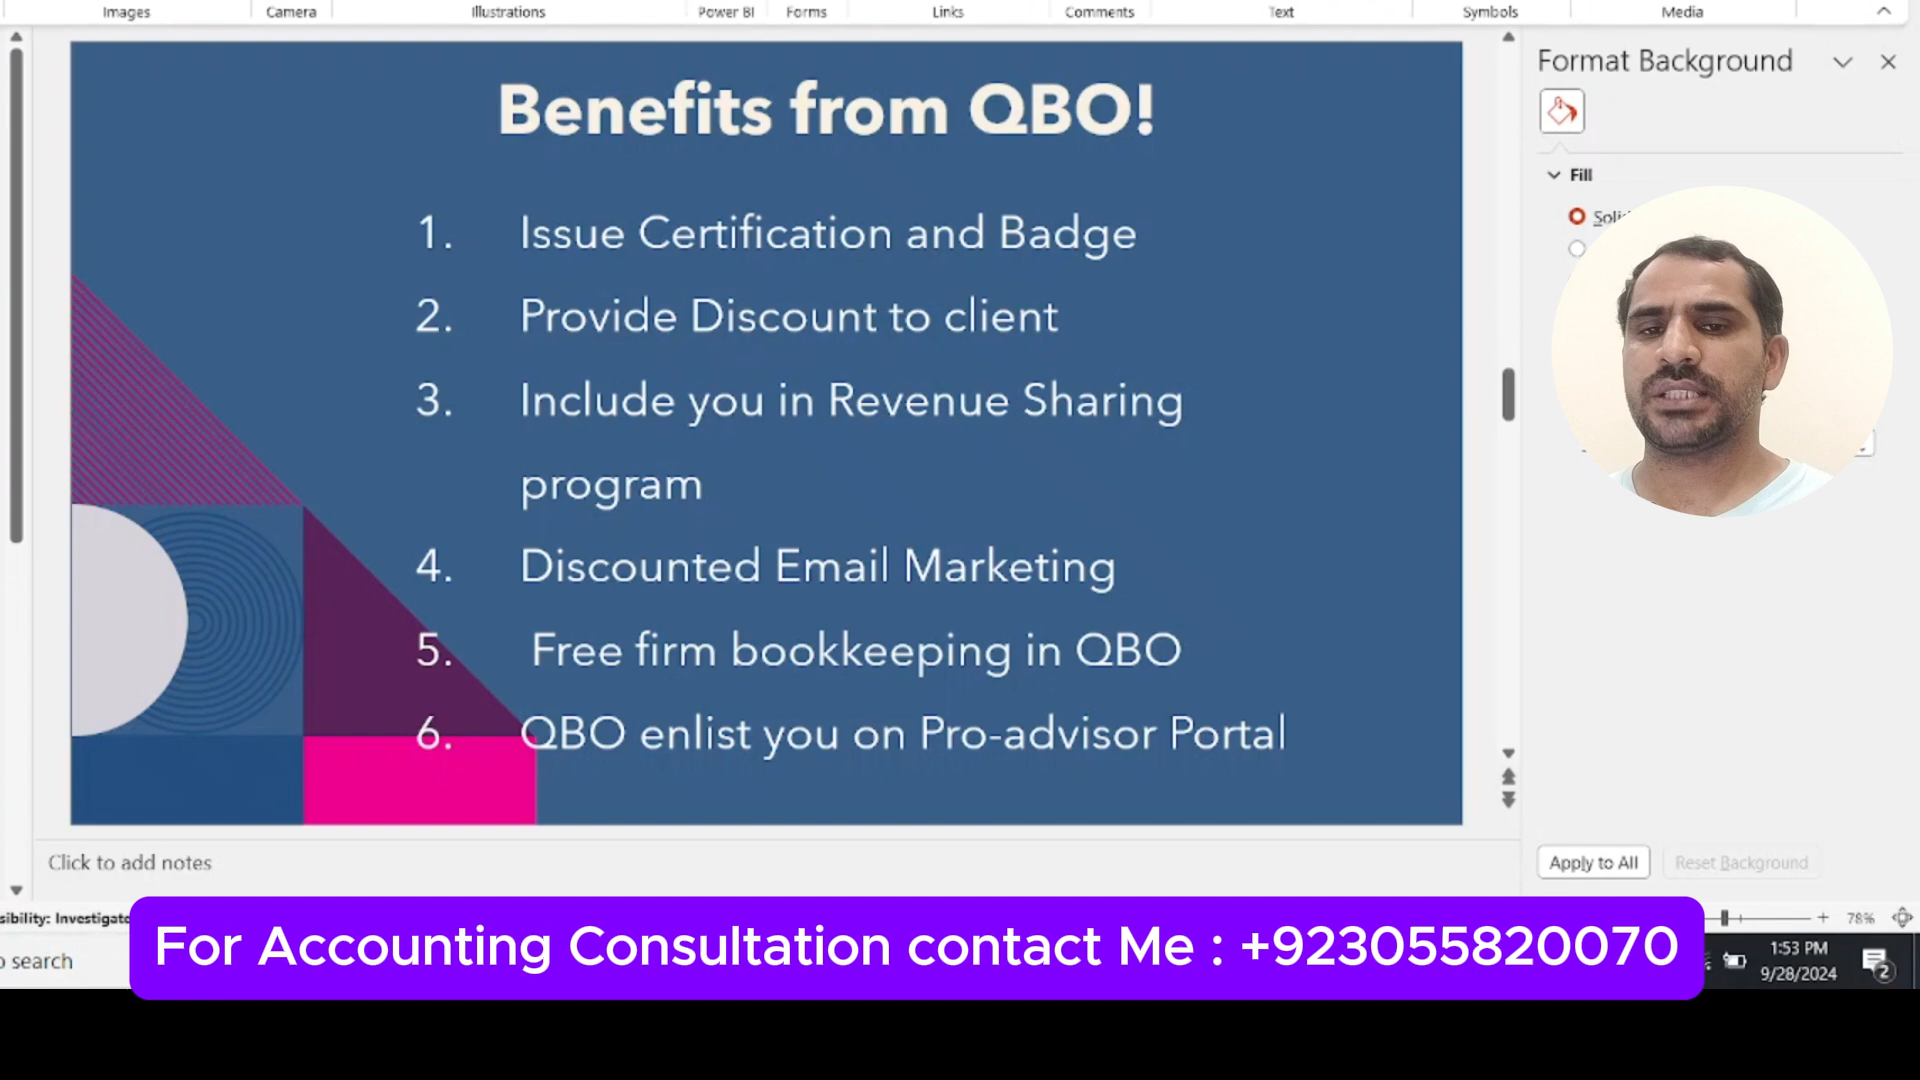 Images Camera Illustrations Power BI Forms Links Comments Text Symbols Media
Format Background
Fill
Benefits from QBO!
1. Issue Certification and Badge
2. Provide Discount to client
3. Include you in Revenue Sharing
program
4. Discounted Email Marketing
5. Free firm bookkeeping in QBO
6. QBO enlist you on Pro-advisor Portal
Click to add notes
Apply to All Reset Background
78%
For Accounting Consultation contact Me : +923055820070
search
1:53 PM
9/28/2024
2